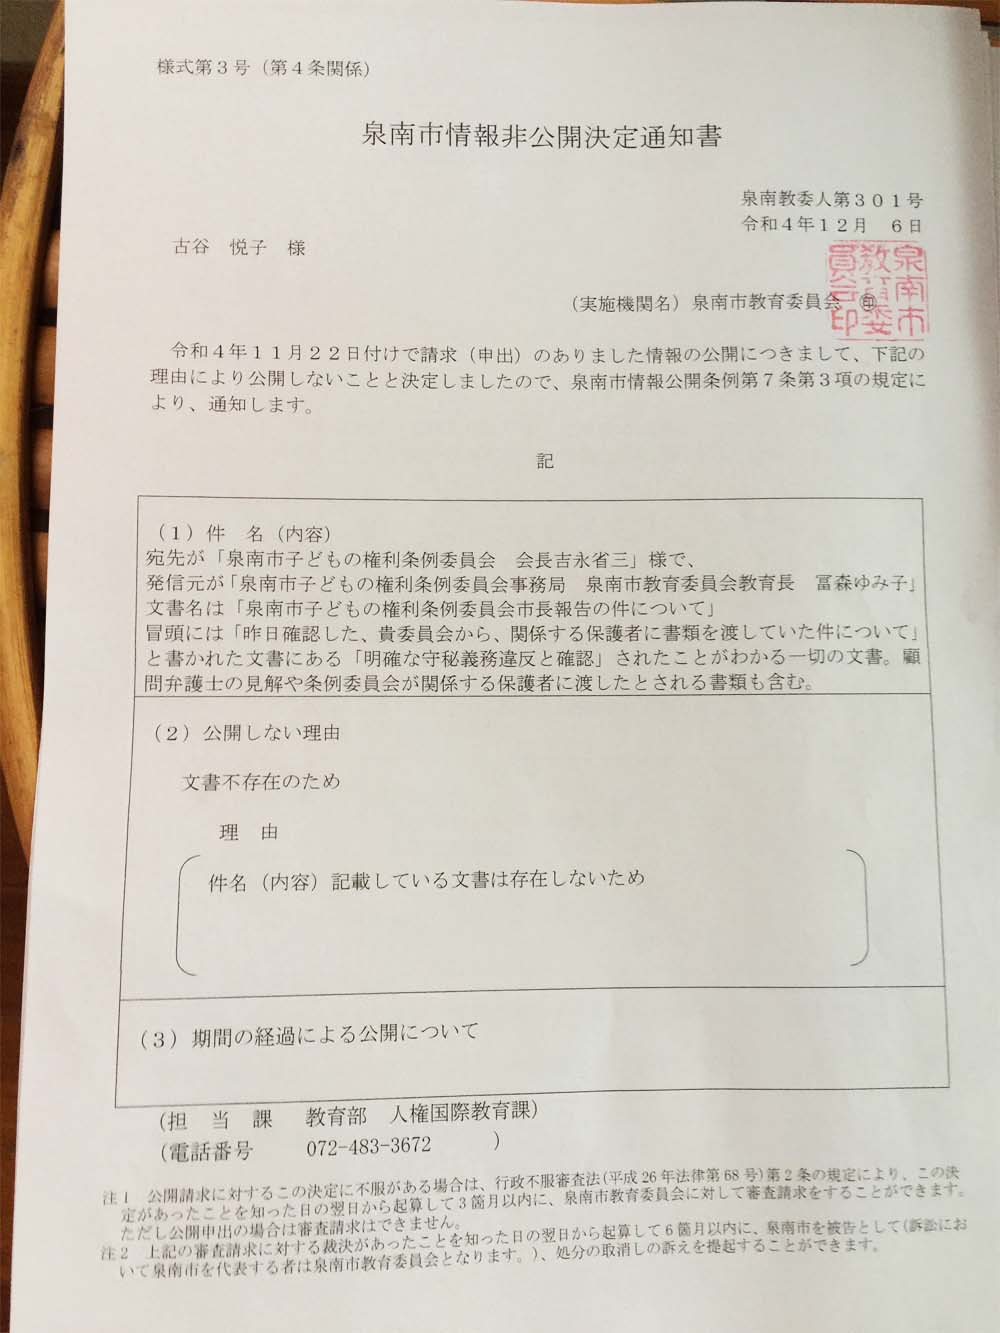 様式第3号（第4条関係）
泉南市情報非公開決定通知書
泉南教委人第301号
令和4年12月　6日
古谷　悦子　様
（実施機関名）泉南市教育委員会　㊞
泉南市教育委員会印
令和4年11月22日付けで請求（申出）のありました情報の公開につきまして、下記の
理由により公開しないことと決定しましたので、泉南市情報公開条例第7条第3項の規定に
より、通知します。
記
（1）件　名（内容）
宛先が「泉南市子どもの権利条例委員会　会長吉永省三」様で、
発信元が「泉南市子どもの権利条例委員会事務局　泉南市教育委員会教育長　冨森ゆみ子」
文書名は「泉南市子どもの権利条例委員会市長報告の件について」
冒頭には「昨日確認した、貴委員会から、関係する保護者に書類を渡していた件について」
と書かれた文書にある「明確な守秘義務違反と確認」されたことがわかる一切の文書。顧
問弁護士の見解や条例委員会が関係する保護者に渡したとされる書類も含む。
（2）公開しない理由
文書不存在のため
理　由
件名（内容）記載している文書は存在しないため
（3）期間の経過による公開について
（担　当　課　　教育部　人権国際教育課）
（電話番号　　072-483-3672　　　）
注1　公開請求に対するこの決定に不服がある場合は、行政不服審査法（平成26年法律第68号）第2条の規定により、この決
定があったことを知った日の翌日から起算して3箇月以内に、泉南市教育委員会に対して審査請求をすることができます。
ただし公開申出の場合は審査請求はできません。
注2　上記の審査請求に対する裁決があったことを知った日の翌日から起算して6箇月以内に、泉南市を被告として（訴訟にお
いて泉南市を代表する者は泉南市教育委員会となります。）、処分の取消しの訴えを提起することができます。